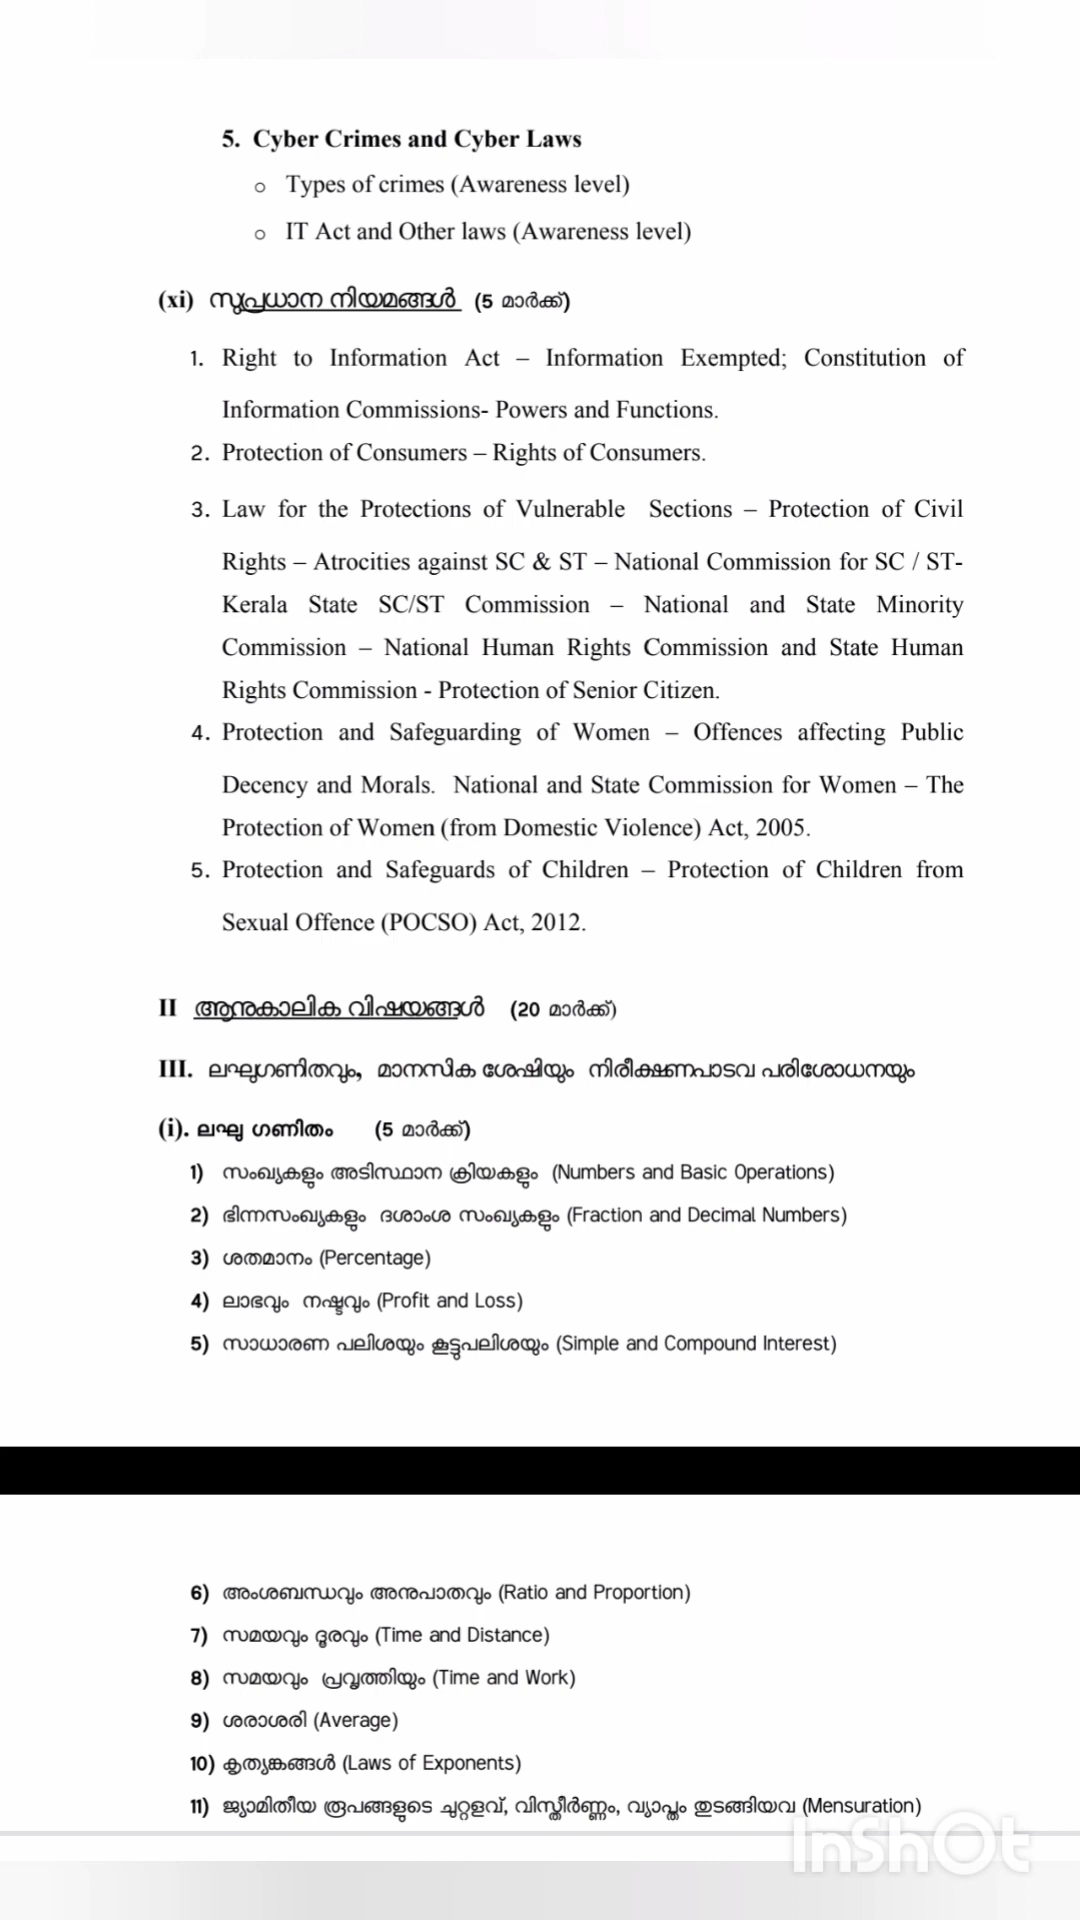 5. Cyber Crimes and Cyber Laws
o Types of crimes (Awareness level)
o IT Act and Other laws (Awareness level)
(xi) സുപ്രധാന നിയമങ്ങൾ (5 മാർക്ക്)
1. Right to Information Act – Information Exempted; Constitution of
Information Commissions- Powers and Functions.
2. Protection of Consumers – Rights of Consumers.
3. Law for the Protections of Vulnerable Sections – Protection of Civil
Rights – Atrocities against SC & ST – National Commission for SC / ST-
Kerala State SC/ST Commission – National and State Minority
Commission – National Human Rights Commission and State Human
Rights Commission - Protection of Senior Citizen.
4. Protection and Safeguarding of Women – Offences affecting Public
Decency and Morals. National and State Commission for Women – The
Protection of Women (from Domestic Violence) Act, 2005.
5. Protection and Safeguards of Children – Protection of Children from
Sexual Offence (POCSO) Act, 2012.
II ആനുകാലിക വിഷയങ്ങൾ (20 മാർക്ക്)
III. ലഘുഗണിതവും, മാനസിക ശേഷിയും നിരീക്ഷണപാടവ പരിശോധനയും
(i). ലഘു ഗണിതം (5 മാർക്ക്)
1) സംഖ്യകളും അടിസ്ഥാന ക്രിയകളും (Numbers and Basic Operations)
2) ഭിന്നസംഖ്യകളും ദശാംശ സംഖ്യകളും (Fraction and Decimal Numbers)
3) ശതമാനം (Percentage)
4) ലാഭവും നഷ്ടവും (Profit and Loss)
5) സാധാരണ പലിശയും കൂട്ടുപലിശയും (Simple and Compound Interest)
6) അംശബന്ധവും അനുപാതവും (Ratio and Proportion)
7) സമയവും ദൂരവും (Time and Distance)
8) സമയവും പ്രവൃത്തിയും (Time and Work)
9) ശരാശരി (Average)
10) കൃത്യങ്കങ്ങൾ (Laws of Exponents)
11) ജ്യാമിതീയ രൂപങ്ങളുടെ ചുറ്റളവ്, വിസ്തീർണ്ണം, വ്യാപ്തം തുടങ്ങിയവ (Mensuration)
InShOt